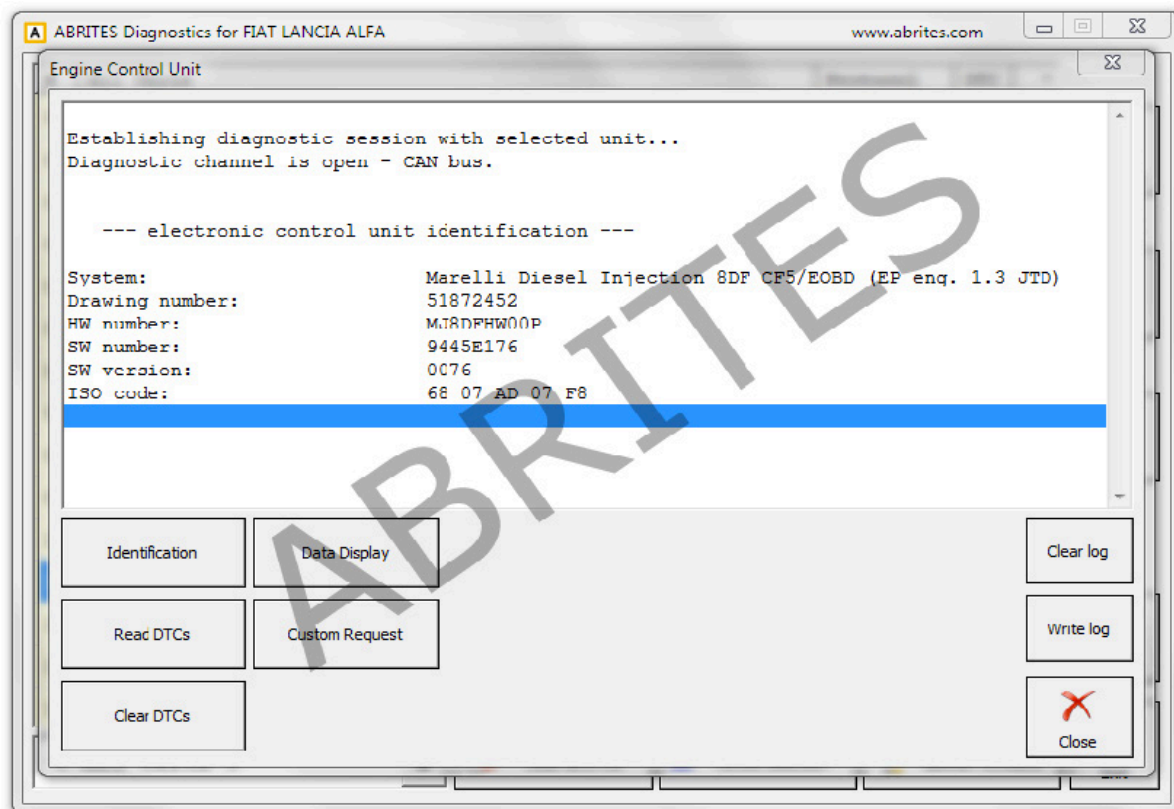 ABRITES Diagnostics for FIAT LANCIA ALFA www.abrites.com
Engine Control Unit
Establishing diagnostic session with selected unit...
Diagnostic channel is open - CAN bus.
--- electronic control unit identification ---
System: Marelli Diesel Injection 8DF CF5/EOBD (EP eng. 1.3 JTD)
Drawing number: 51872452
HW number: MJ8DFHW00P
SW number: 9445E176
SW version: 0076
ISO code: 68 07 AD 07 F8
ABRITES
Identification Data Display Clear log
Read DTCs Custom Request Write log
Clear DTCs
Close